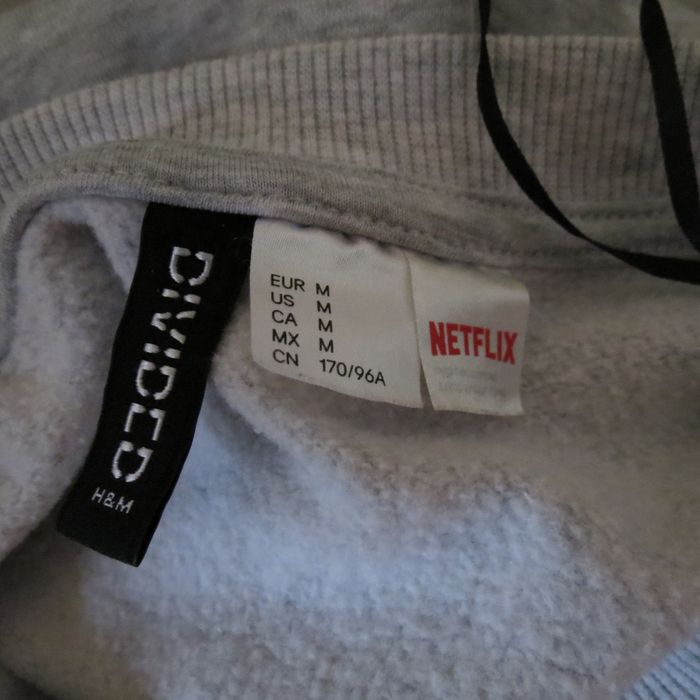 DIVIDED
H&M
EUR M
US M
CA M
MX M
CN 170/96A
NETFLIX